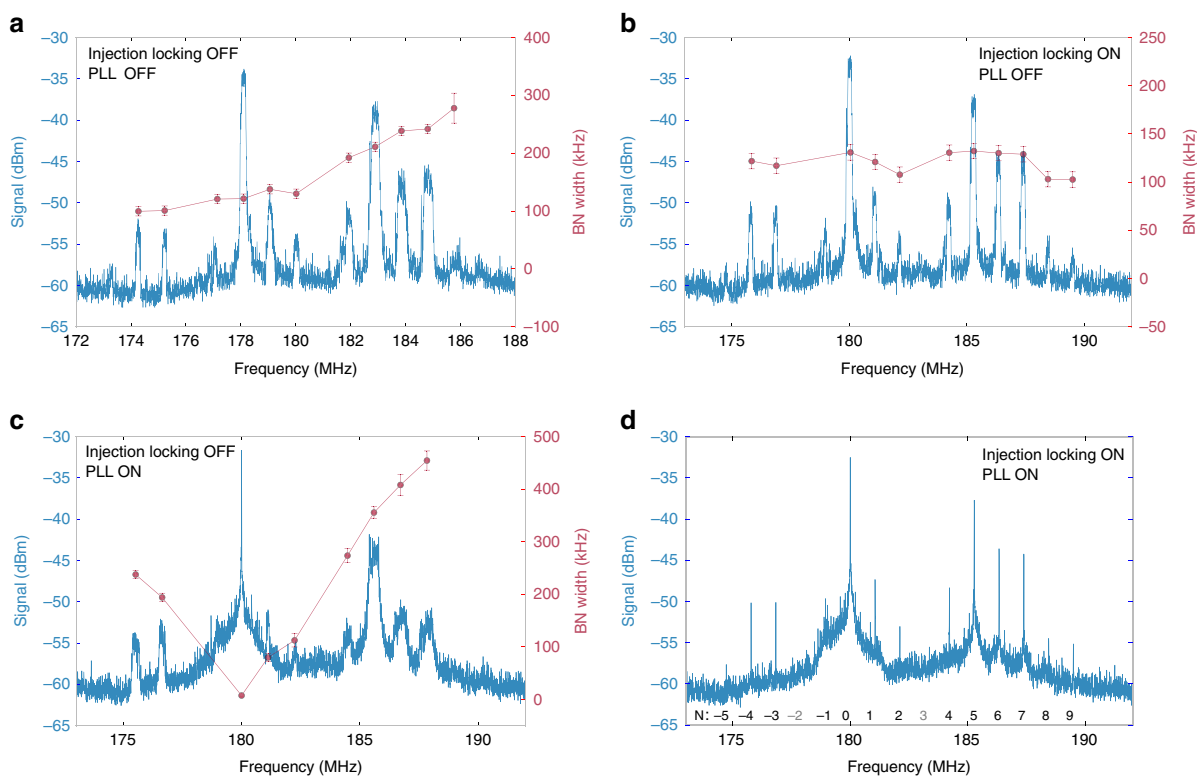 a
Injection locking OFF
PLL OFF
−30
−35
−40
−45
−50
−55
−60
−65
Signal (dBm)
400
300
200
100
0
−100
BN width (kHz)
172 174 176 178 180 182 184 186 188
Frequency (MHz)
b
Injection locking ON
PLL OFF
−30
−35
−40
−45
−50
−55
−60
−65
Signal (dBm)
250
200
150
100
50
0
−50
BN width (kHz)
175 180 185 190
Frequency (MHz)
c
Injection locking OFF
PLL ON
−30
−35
−40
−45
−50
−55
−60
−65
Signal (dBm)
500
400
300
200
100
0
BN width (kHz)
175 180 185 190
Frequency (MHz)
d
Injection locking ON
PLL ON
−30
−35
−40
−45
−50
−55
−60
−65
Signal (dBm)
N: −5 −4 −3 −2 −1 0 1 2 3 4 5 6 7 8 9
175 180 185 190
Frequency (MHz)